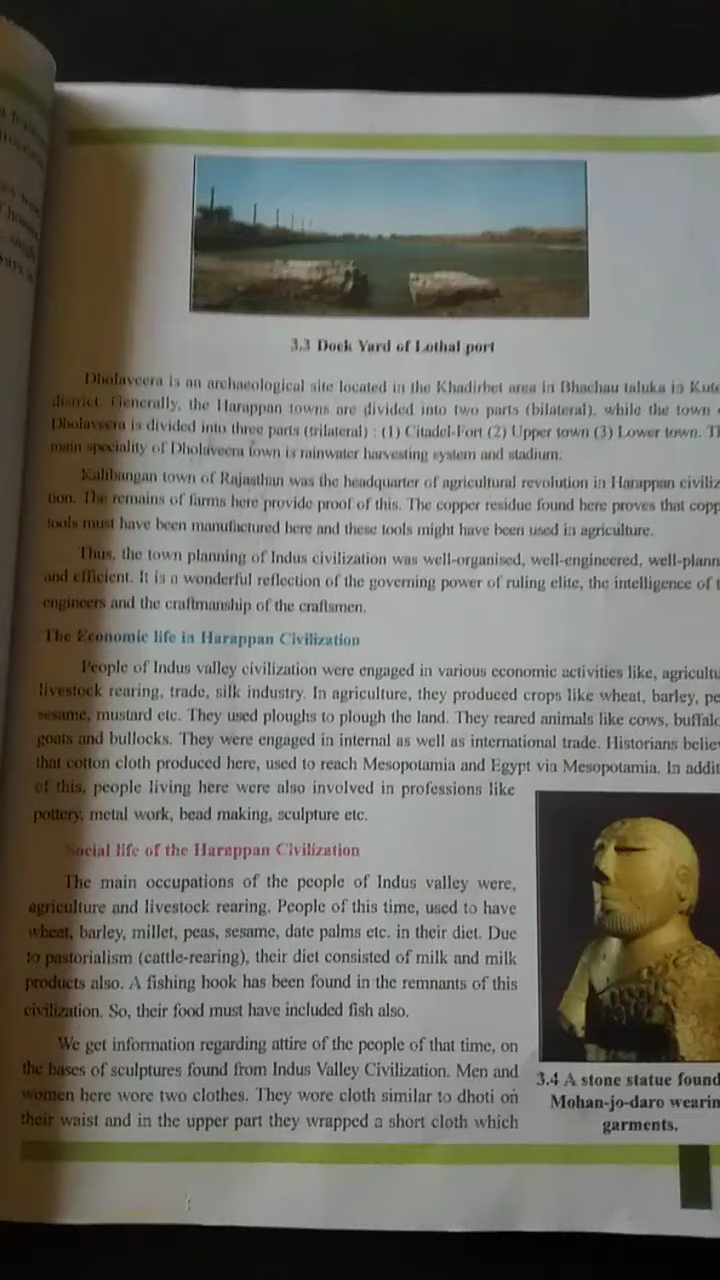 3.3 Dock Yard of Lothal port
Dholaveera is an archaeological site located in the Khadirbet area in Bhachau taluka in
district. Generally, the Harappan towns are divided into two parts (bilateral), while the town
Dholaveera is divided into three parts (trilateral) : (1) Citadel-Fort (2) Upper town (3) Lower town.
main speciality of Dholaveera town is rainwater harvesting system and stadium.
Kalibangan town of Rajasthan was the headquarter of agricultural revolution in Harappan
tion. The remains of farms here provide proof of this. The copper residue found here proves that
tools must have been manufactured here and these tools might have been used in agriculture.
Thus, the town planning of Indus civilization was well-organised, well-engineered,
and efficient. It is a wonderful reflection of the governing power of ruling elite, the intelligence of
engineers and the craftmanship of the craftsmen.
The Economic life in Harappan Civilization
People of Indus valley civilization were engaged in various economic activities like,
livestock rearing, trade, silk industry. In agriculture, they produced crops like wheat, barley,
sesame, mustard etc. They used ploughs to plough the land. They reared animals like cows,
goats and bullocks. They were engaged in internal as well as international trade. Historians
that cotton cloth produced here, used to reach Mesopotamia and Egypt via Mesopotamia. In
of this, people living here were also involved in professions like
pottery, metal work, bead making, sculpture etc.
Social life of the Harappan Civilization
The main occupations of the people of Indus valley were,
agriculture and livestock rearing. People of this time, used to have
wheat, barley, millet, peas, sesame, date palms etc. in their diet. Due
to pastorialism (cattle-rearing), their diet consisted of milk and milk
products also. A fishing hook has been found in the remnants of this
civilization. So, their food must have included fish also.
We get information regarding attire of the people of that time, on
the bases of sculptures found from Indus Valley Civilization. Men and
women here wore two clothes. They wore cloth similar to dhoti on
their waist and in the upper part they wrapped a short cloth which
3.4 A stone statue found
Mohan-jo-daro
garments.